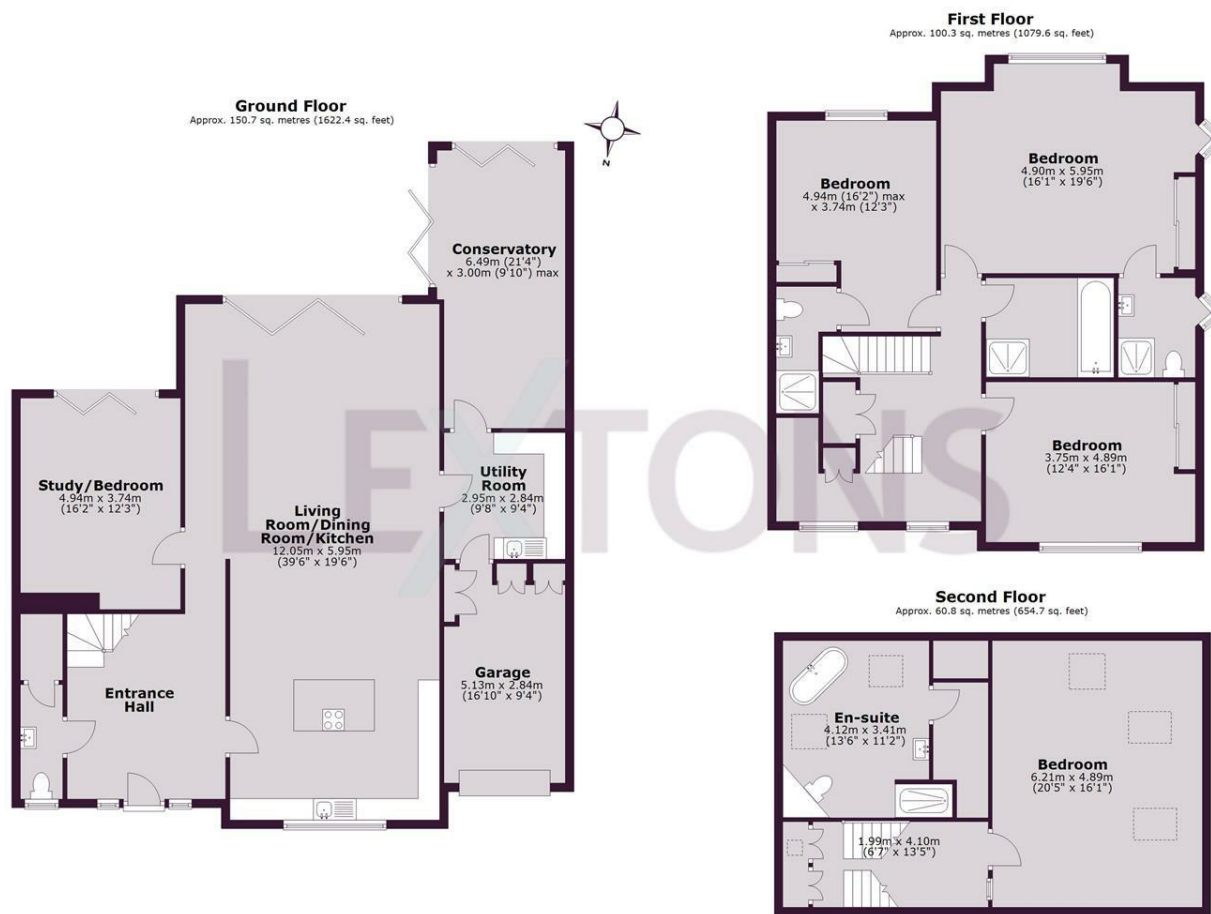 Ground Floor
Approx. 150.7 sq. metres (1622.4 sq. feet)
N
Conservatory
6.49m (21'4")
x 3.00m (9'10") max
Study/Bedroom
4.94m x 3.74m
(16'2" x 12'3")
Living
Room/Dining
Room/Kitchen
12.05m x 5.95m
(39'6" x 19'6")
Utility
Room
2.95m x 2.84m
(9'8" x 9'4")
Entrance
Hall
Garage
5.13m x 2.84m
(16'10" x 9'4")
First Floor
Approx. 100.3 sq. metres (1079.6 sq. feet)
Bedroom
4.94m (16'2") max
x 3.74m (12'3")
Bedroom
4.90m x 5.95m
(16'1" x 19'6")
Bedroom
3.75m x 4.89m
(12'4" x 16'1")
Second Floor
Approx. 60.8 sq. metres (654.7 sq. feet)
En-suite
4.12m x 3.41m
(13'6" x 11'2")
Bedroom
6.21m x 4.89m
(20'5" x 16'1")
1.99m x 4.10m
(6'7" x 13'5")
LEXTONS